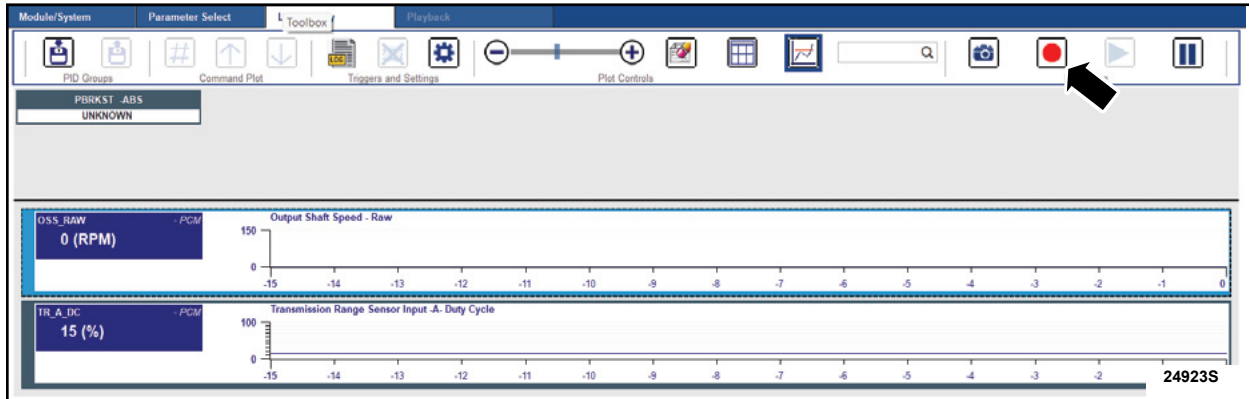 Module/System Parameter Select L Toolbox Playback
LOG
PID Groups Command Plot Triggers and Settings Plot Controls
PBRKST -ABS
UNKNOWN
OSS_RAW - PCM Output Shaft Speed - Raw
0 (RPM)
150
0
-15 -14 -13 -12 -11 -10 -9 -8 -7 -6 -5 -4 -3 -2 -1 0
TR_A_DC - PCM Transmission Range Sensor Input -A- Duty Cycle
15 (%)
100
0
-15 -14 -13 -12 -11 -10 -9 -8 -7 -6 -5 -4 -3 -2
24923S